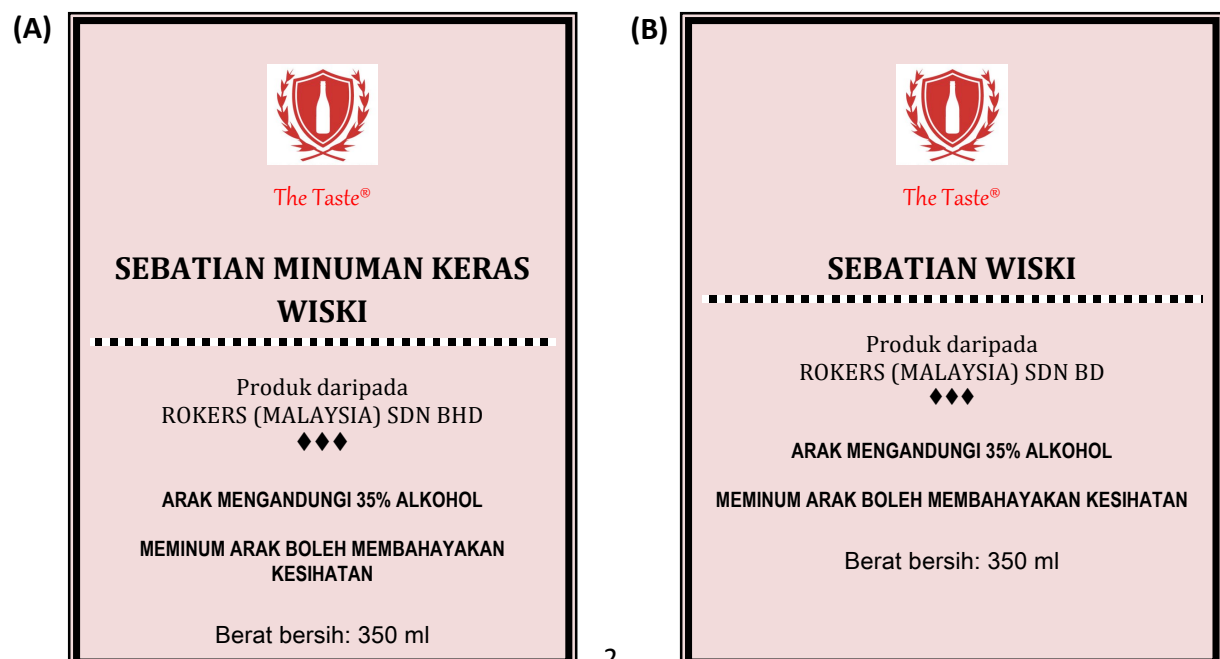 (A)
The Taste®
SEBATIAN MINUMAN KERAS
WISKI
Produk daripada
ROKERS (MALAYSIA) SDN BHD
ARAK MENGANDUNGI 35% ALKOHOL
MEMINUM ARAK BOLEH MEMBAHAYAKAN
KESIHATAN
Berat bersih: 350 ml
(B)
The Taste®
SEBATIAN WISKI
Produk daripada
ROKERS (MALAYSIA) SDN BD
ARAK MENGANDUNGI 35% ALKOHOL
MEMINUM ARAK BOLEH MEMBAHAYAKAN KESIHATAN
Berat bersih: 350 ml
2